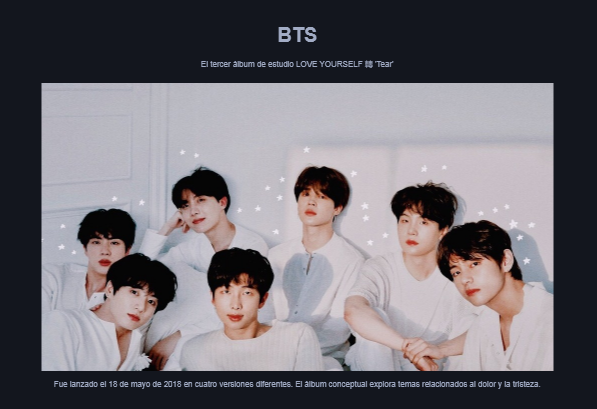 BTS
El tercer álbum de estudio LOVE YOURSELF 轉 'Tear'
Fue lanzado el 18 de mayo de 2018 en cuatro versiones diferentes. El álbum conceptual explora temas relacionados al dolor y la tristeza.